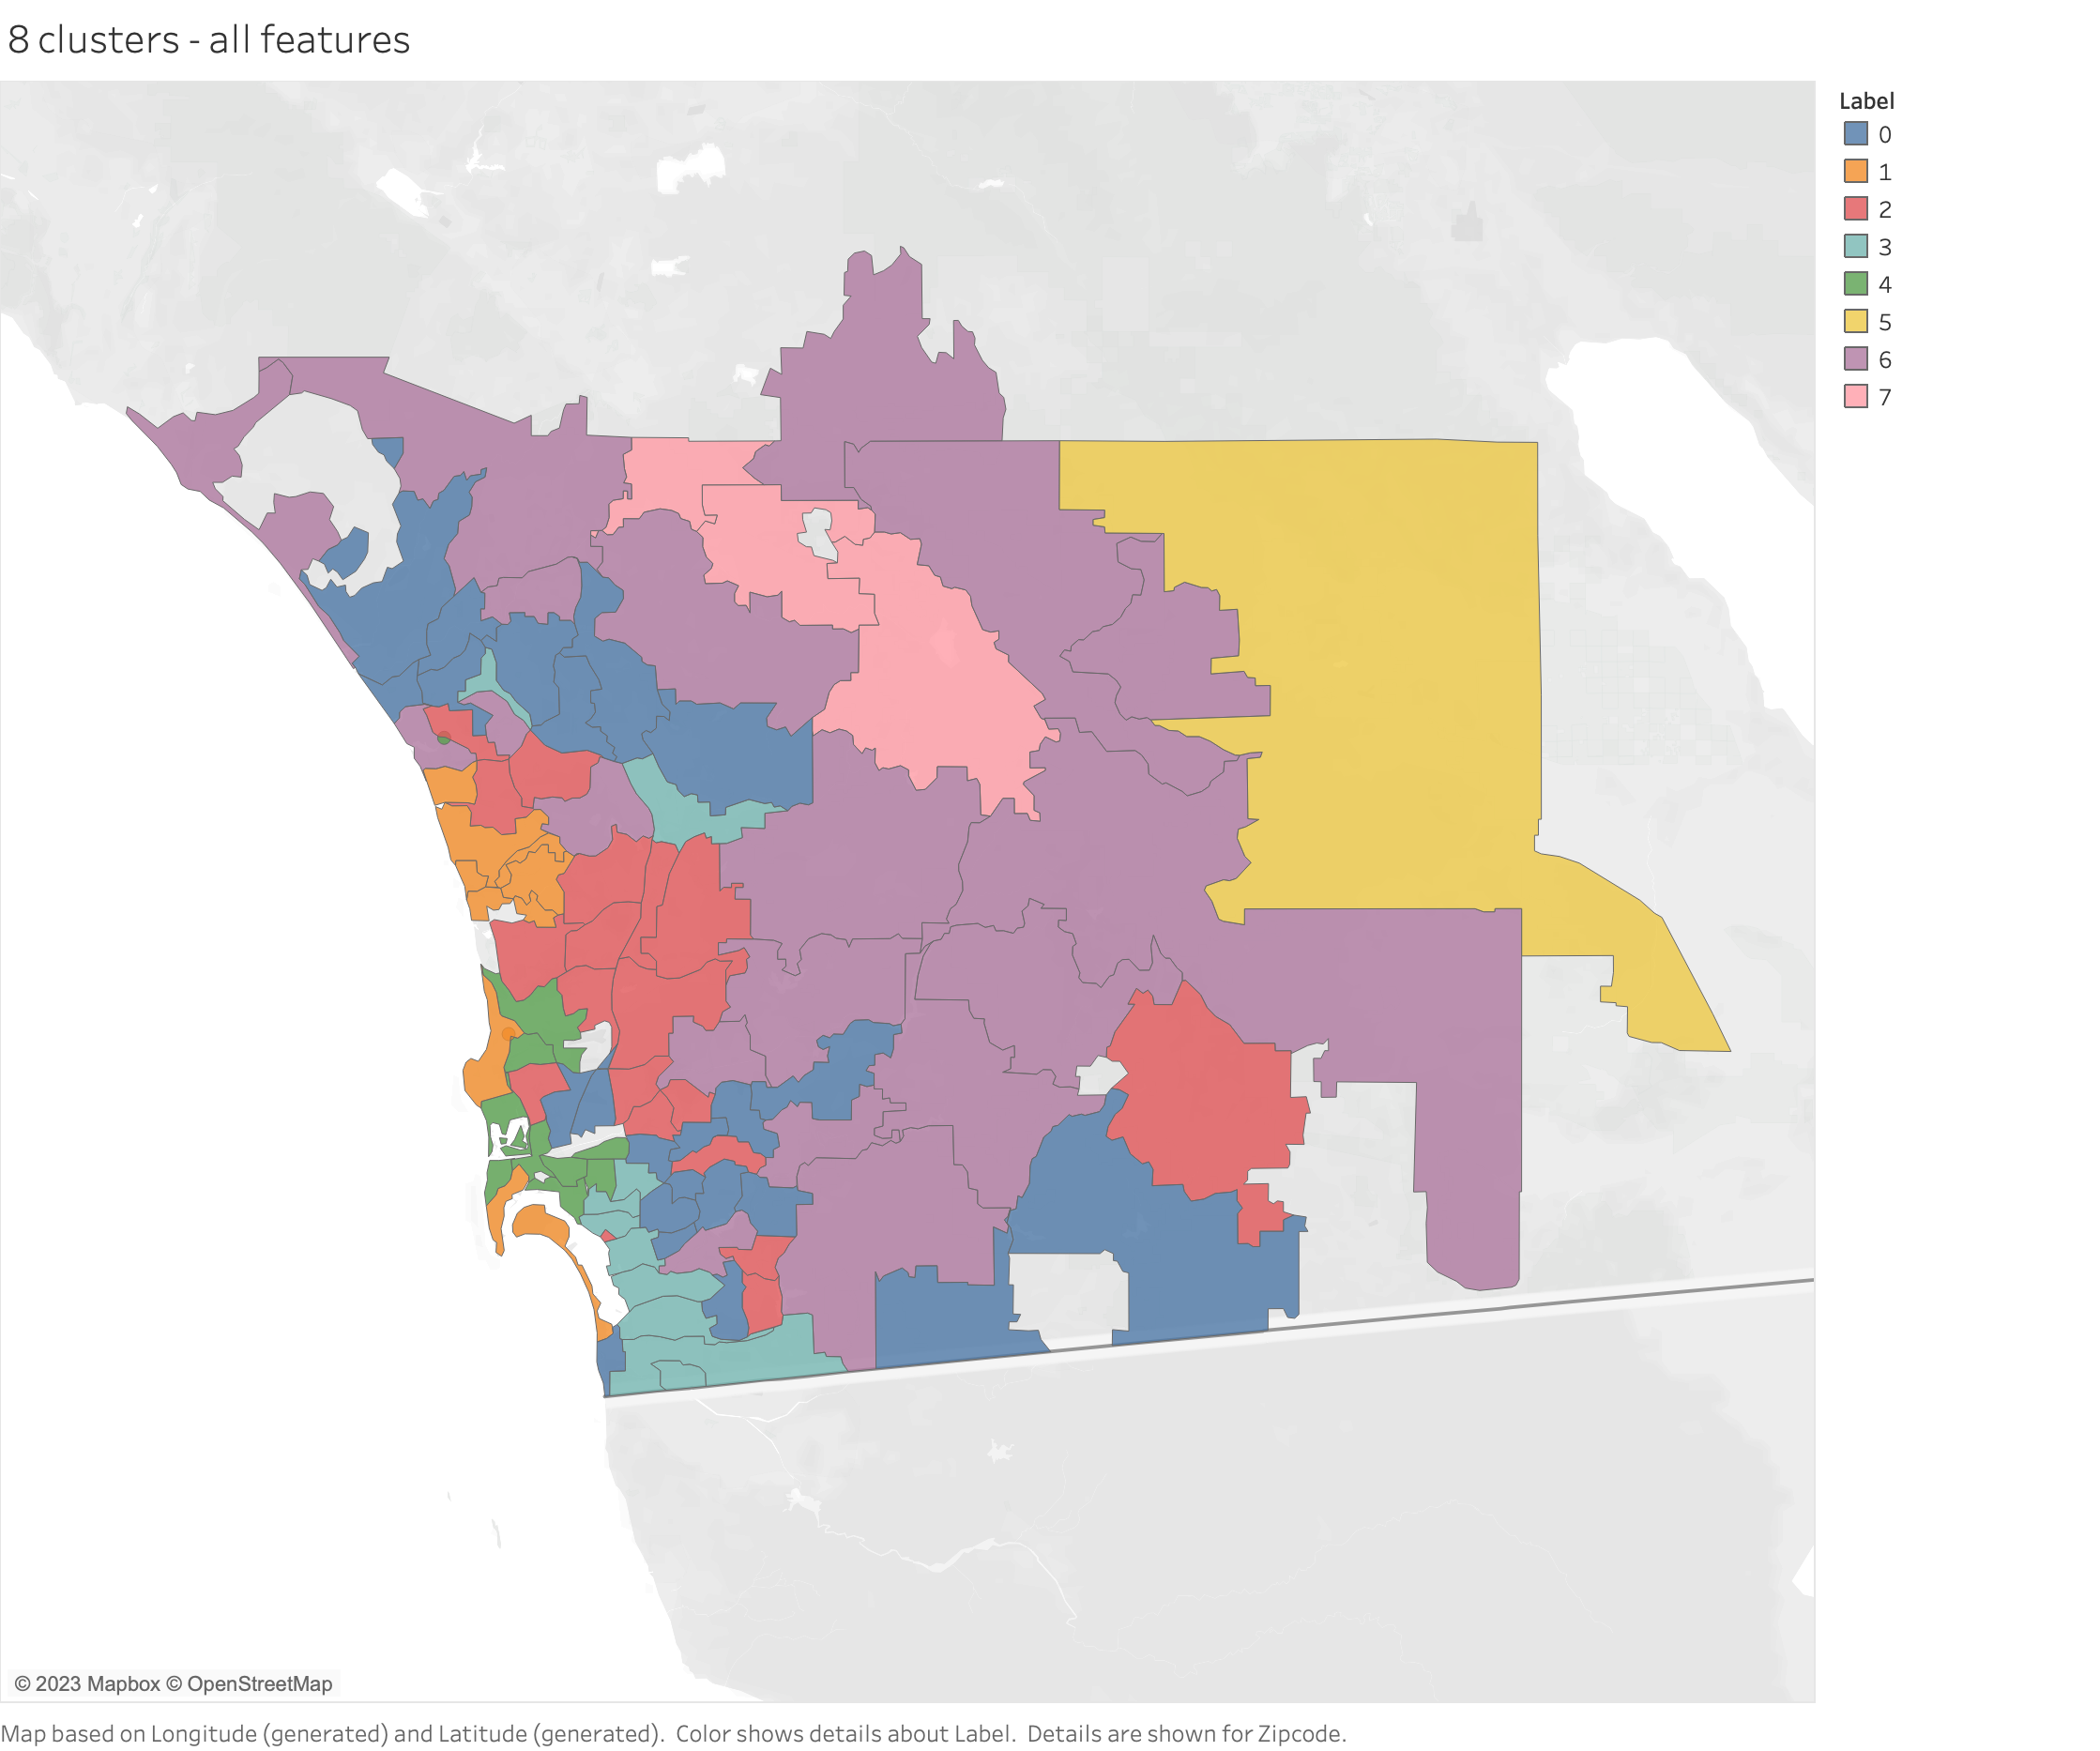 8 clusters - all features
Label
0
1
2
3
4
5
6
7
© 2023 Mapbox © OpenStreetMap
Map based on Longitude (generated) and Latitude (generated).  Color shows details about Label.  Details are shown for Zipcode.